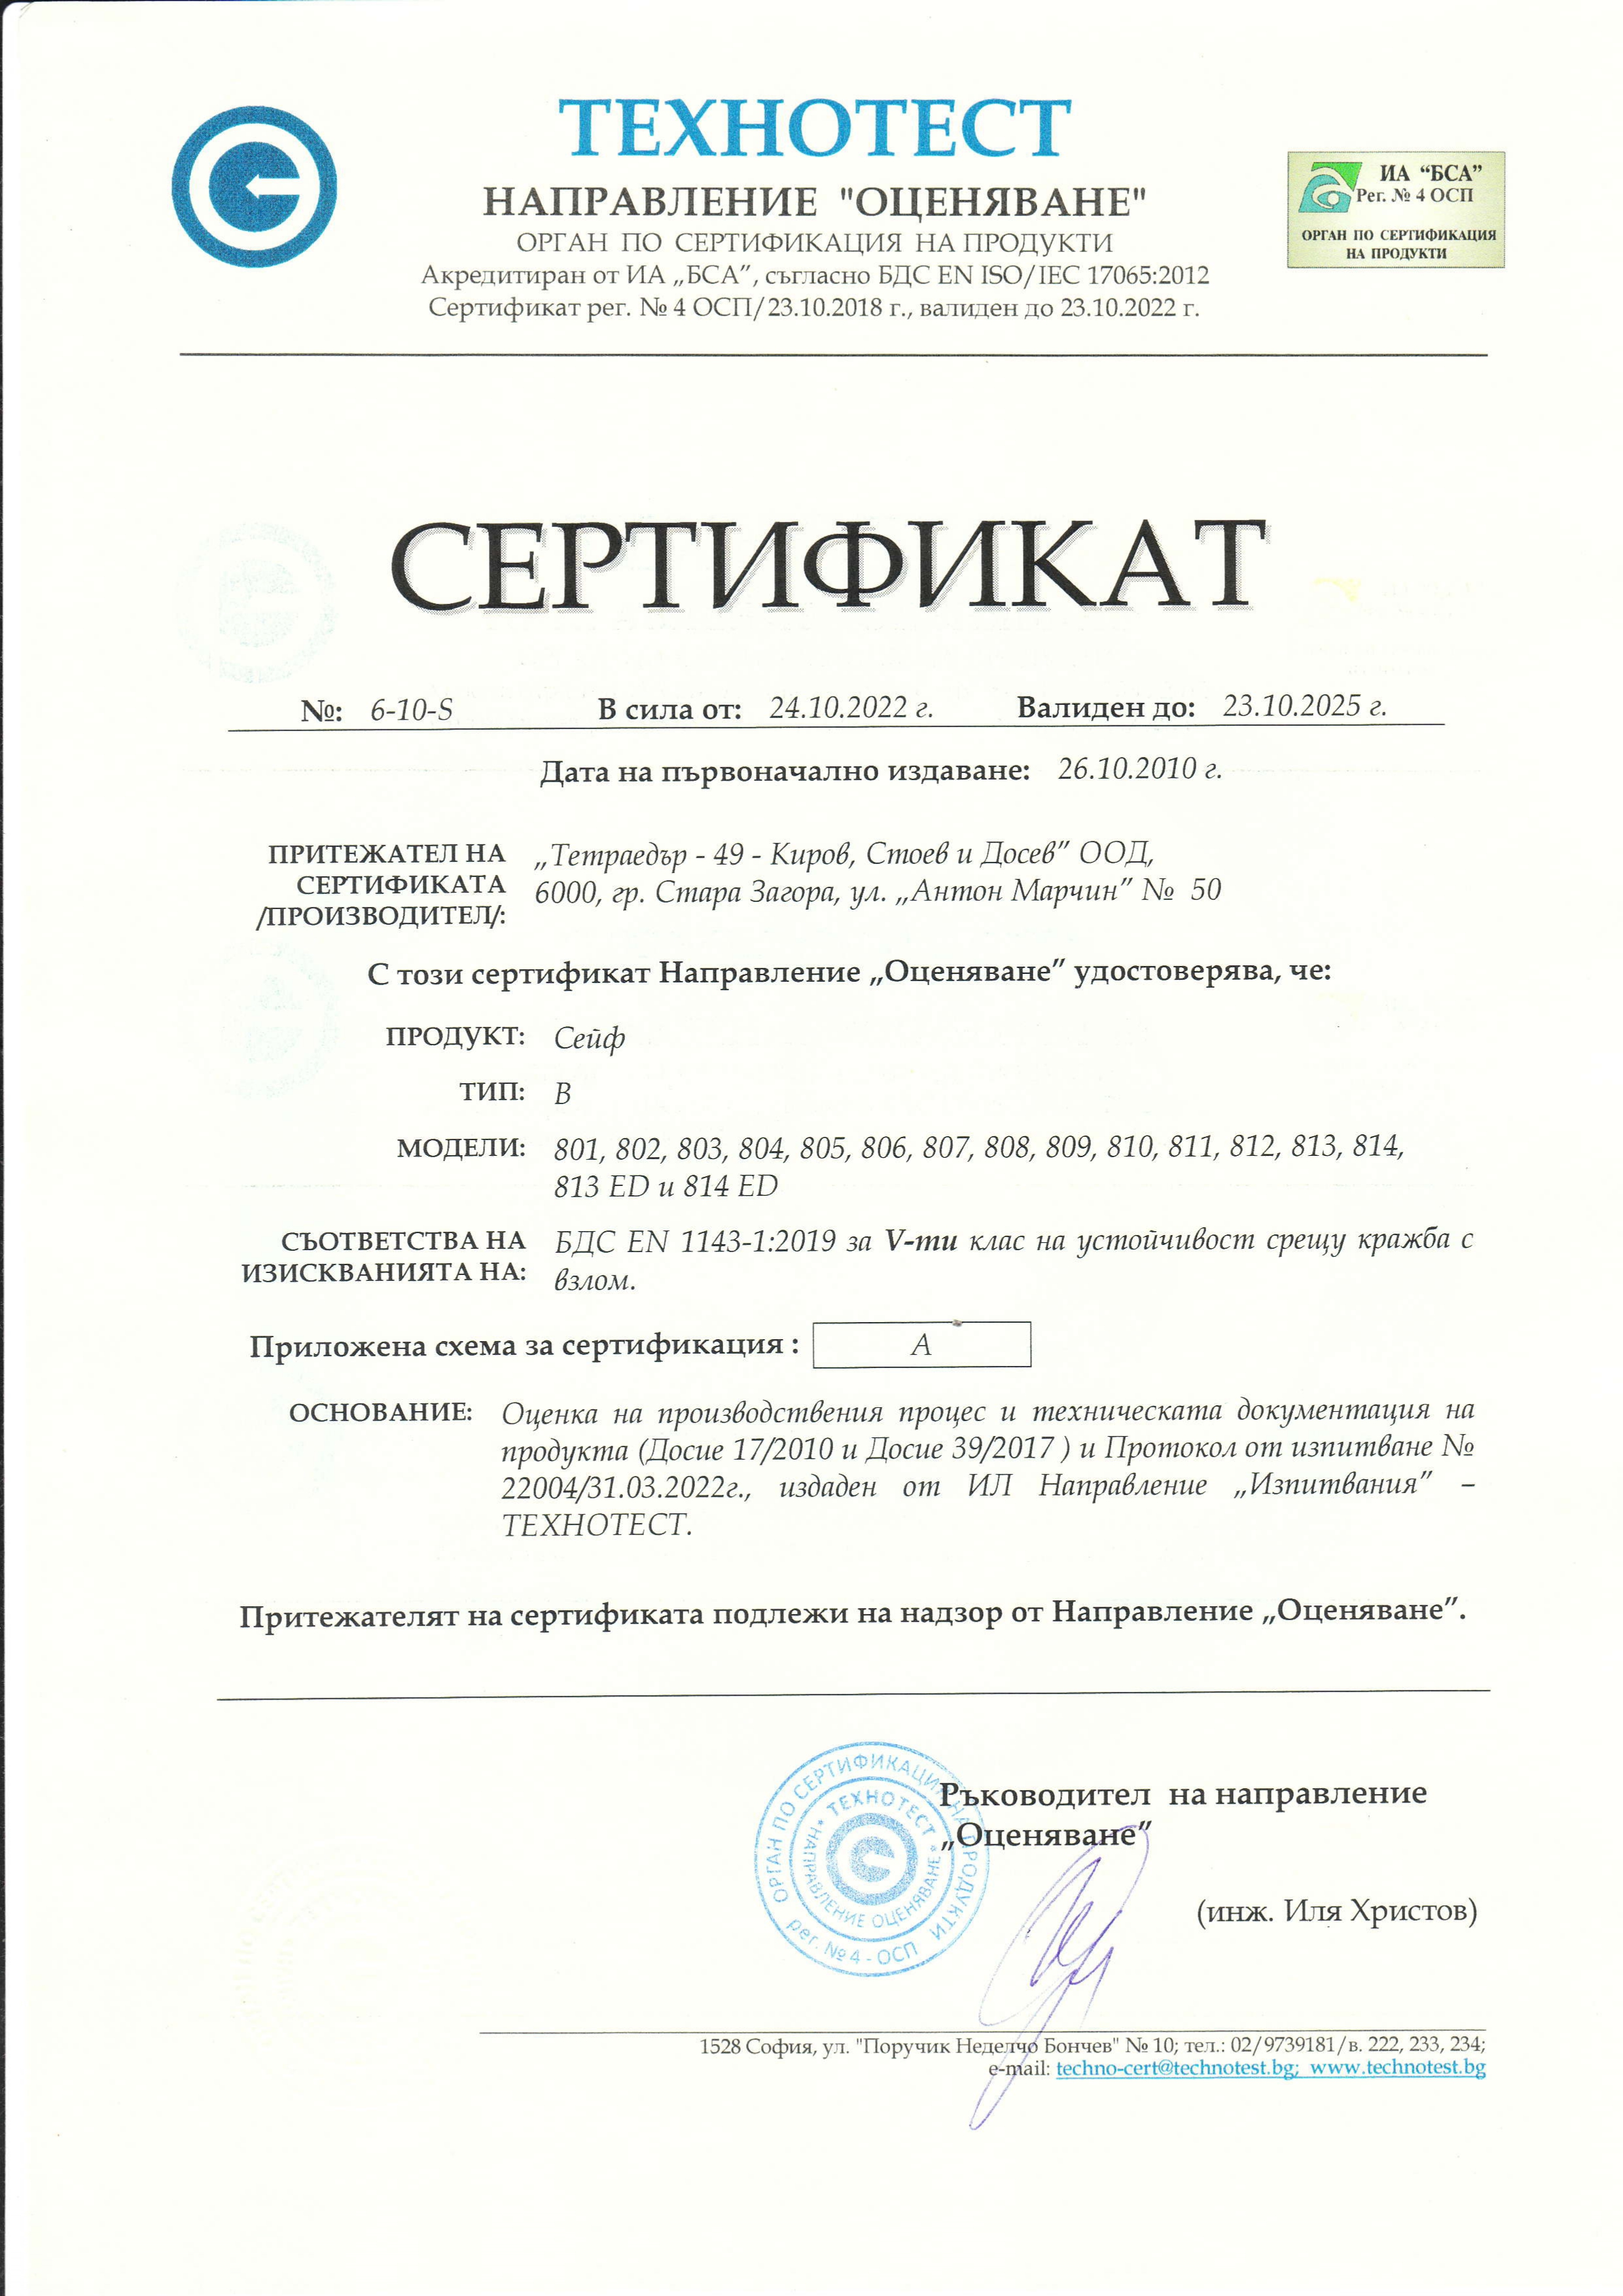 ТЕХНОТЕСТ
НАПРАВЛЕНИЕ "ОЦЕНЯВАНЕ"
ОРГАН ПО СЕРТИФИКАЦИЯ НА ПРОДУКТИ
Акредитиран от ИА „БСА”, съгласно БДС EN ISO/IEC 17065:2012
Сертификат рег. № 4 ОСП/23.10.2018 г., валиден до 23.10.2022 г.
ИА “БСА”
Рег. № 4 ОСП
ОРГАН ПО СЕРТИФИКАЦИЯ
НА ПРОДУКТИ
СЕРТИФИКАТ
№: 6-10-S В сила от: 24.10.2022 г. Валиден до: 23.10.2025 г.
Дата на първоначално издаване: 26.10.2010 г.
ПРИТЕЖАТЕЛ НА
СЕРТИФИКАТА
/ПРОИЗВОДИТЕЛ/:
„Тетраедър - 49 - Киров, Стоев и Досев” ООД,
6000, гр. Стара Загора, ул. „Антон Марчин” № 50
С този сертификат Направление „Оценяване” удостоверява, че:
ПРОДУКТ: Сейф
ТИП: В
МОДЕЛИ: 801, 802, 803, 804, 805, 806, 807, 808, 809, 810, 811, 812, 813, 814,
813 ED и 814 ED
СЪОТВЕТСТВА НА
ИЗИСКВАНИЯТА НА:
БДС EN 1143-1:2019 за V-ти клас на устойчивост срещу кражба с
взлом.
Приложена схема за сертификация : А
ОСНОВАНИЕ: Оценка на производствения процес и техническата документация на
продукта (Досие 17/2010 и Досие 39/2017 ) и Протокол от изпитване №
22004/31.03.2022г., издаден от ИЛ Направление „Изпитвания” –
ТЕХНОТЕСТ.
Притежателят на сертификата подлежи на надзор от Направление „Оценяване”.
ОРГАН ПО СЕРТИФИКАЦИЯ НА ПРОДУКТИ
рег. № 4 - ОСП
ТЕХНОТЕСТ
НАПРАВЛЕНИЕ ОЦЕНЯВАНЕ
Ръководител на направление
„Оценяване”
(инж. Иля Христов)
1528 София, ул. "Поручик Неделчо Бончев" № 10; тел.: 02/9739181/в. 222, 233, 234;
e-mail: techno-cert@technotest.bg; www.technotest.bg